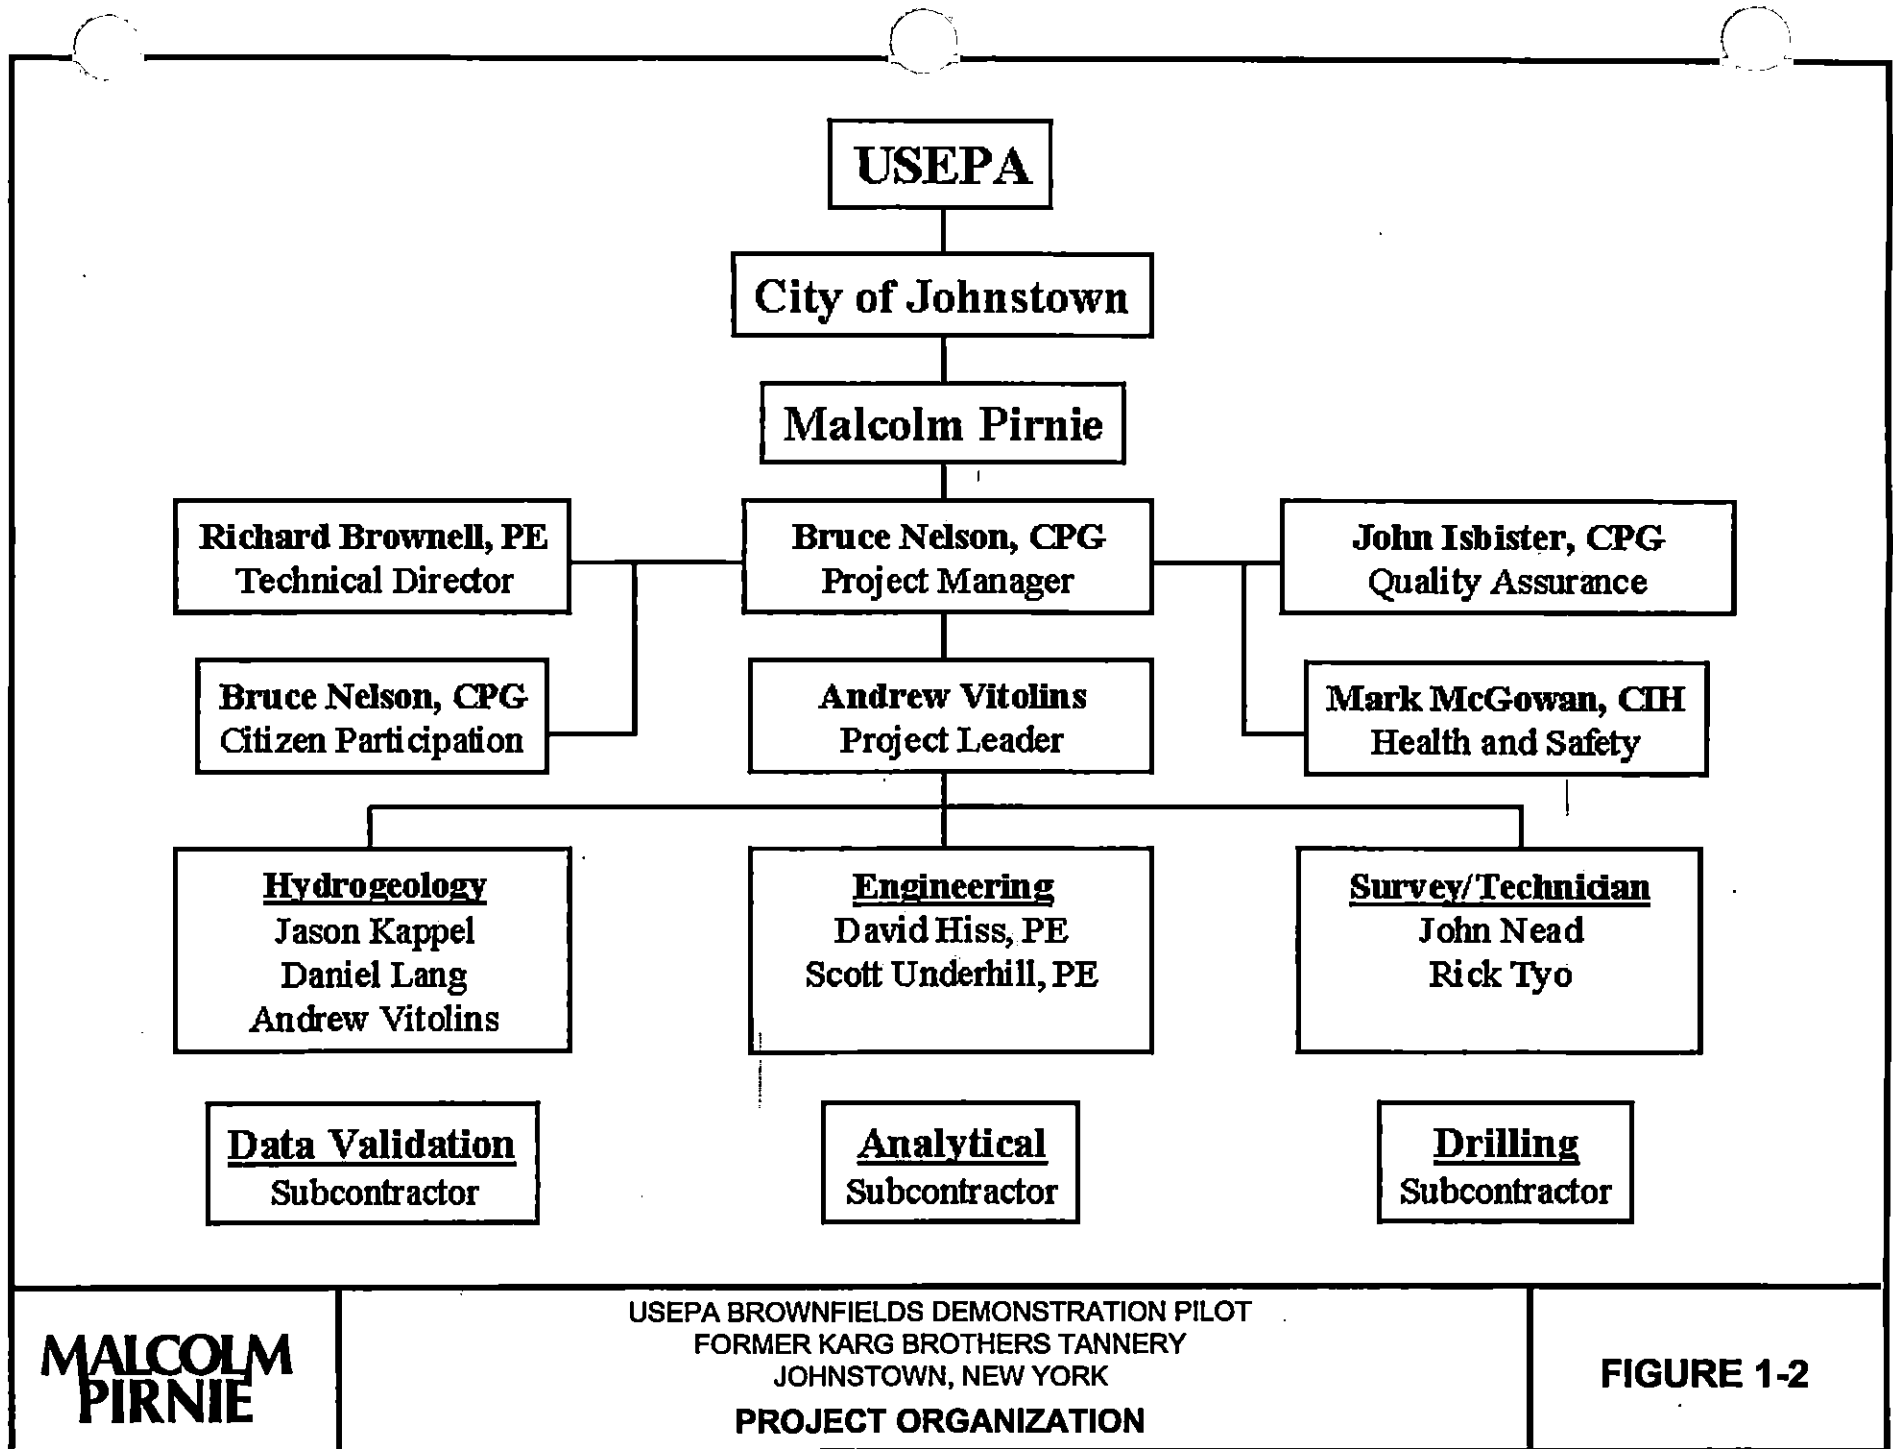 USEPA
City of Johnstown
Malcolm Pirnie
Richard Brownell, PE
Technical Director
Bruce Nelson, CPG
Project Manager
John Isbister, CPG
Quality Assurance
Bruce Nelson, CPG
Citizen Participation
Andrew Vitolins
Project Leader
Mark McGowan, CIH
Health and Safety
Hydrogeology
Jason Kappel
Daniel Lang
Andrew Vitolins
Engineering
David Hiss, PE
Scott Underhill, PE
Survey/Technician
John Nead
Rick Tyo
Data Validation
Subcontractor
Analytical
Subcontractor
Drilling
Subcontractor
MALCOLM
PIRNIE
USEPA BROWNFIELDS DEMONSTRATION PILOT
FORMER KARG BROTHERS TANNERY
JOHNSTOWN, NEW YORK
PROJECT ORGANIZATION
FIGURE 1-2